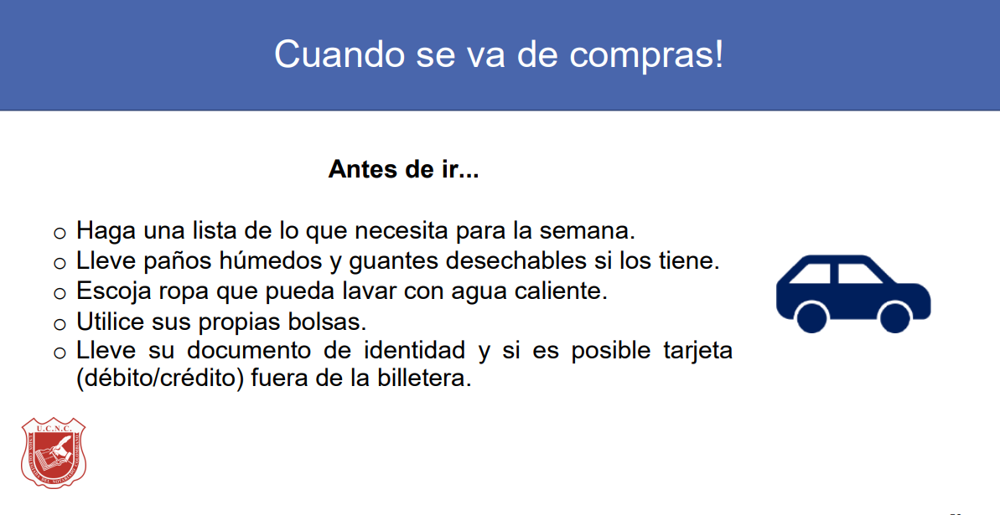 Cuando se va de compras!
Antes de ir...
o Haga una lista de lo que necesita para la semana.
o Lleve paños húmedos y guantes desechables si los tiene.
o Escoja ropa que pueda lavar con agua caliente.
o Utilice sus propias bolsas.
o Lleve su documento de identidad y si es posible tarjeta
(débito/crédito) fuera de la billetera.
U.C.N.C.